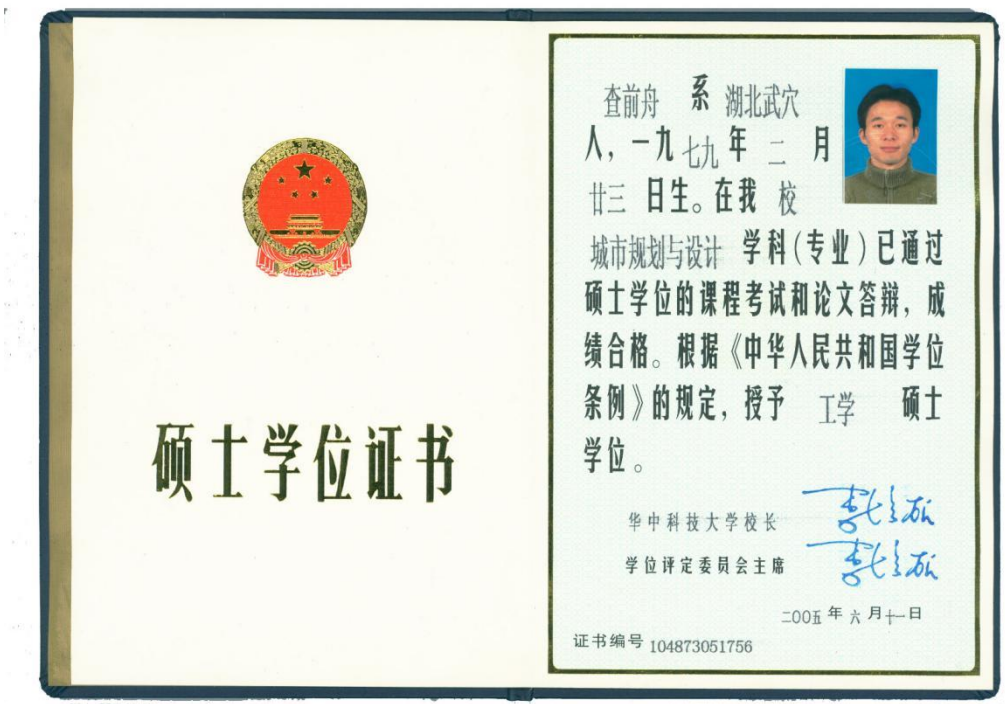 硕士学位证书
查前舟 系 湖北武穴
人，一九七九年 二 月
廿三 日生。在我 校
城市规划与设计 学科(专业)已通过
硕士学位的课程考试和论文答辩，成
绩合格。根据《中华人民共和国学位
条例》的规定，授予 工学 硕士
学位。
华中科技大学校长
学位评定委员会主席
二00五年六月十一日
证书编号 104873051756